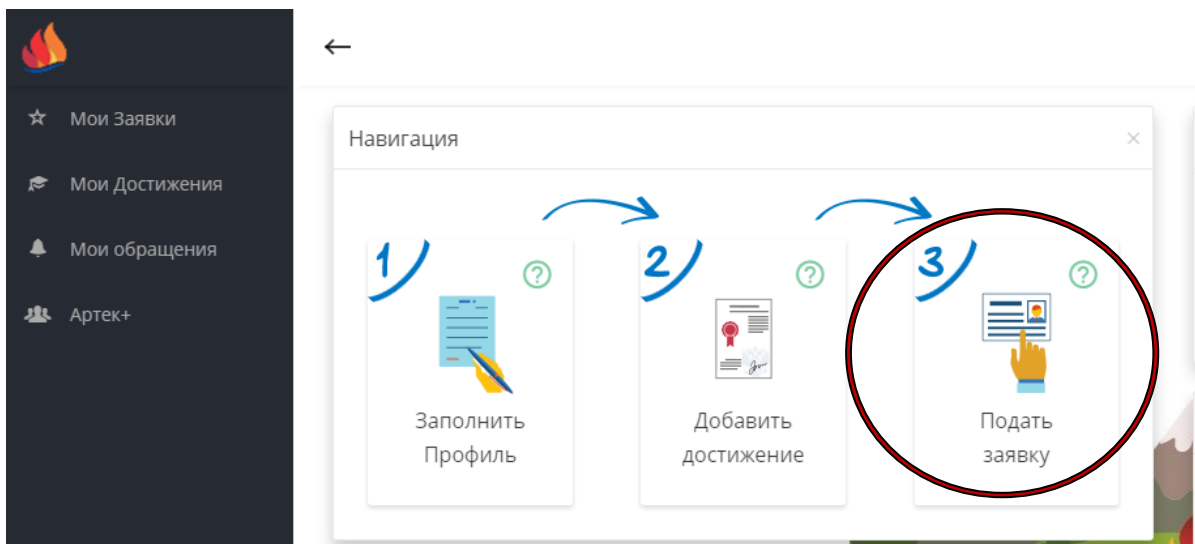 Мои Заявки
Мои Достижения
Мои обращения
Артек+
Навигация
1
?
Заполнить
Профиль
2
?
Добавить
достижение
3
?
Подать
заявку